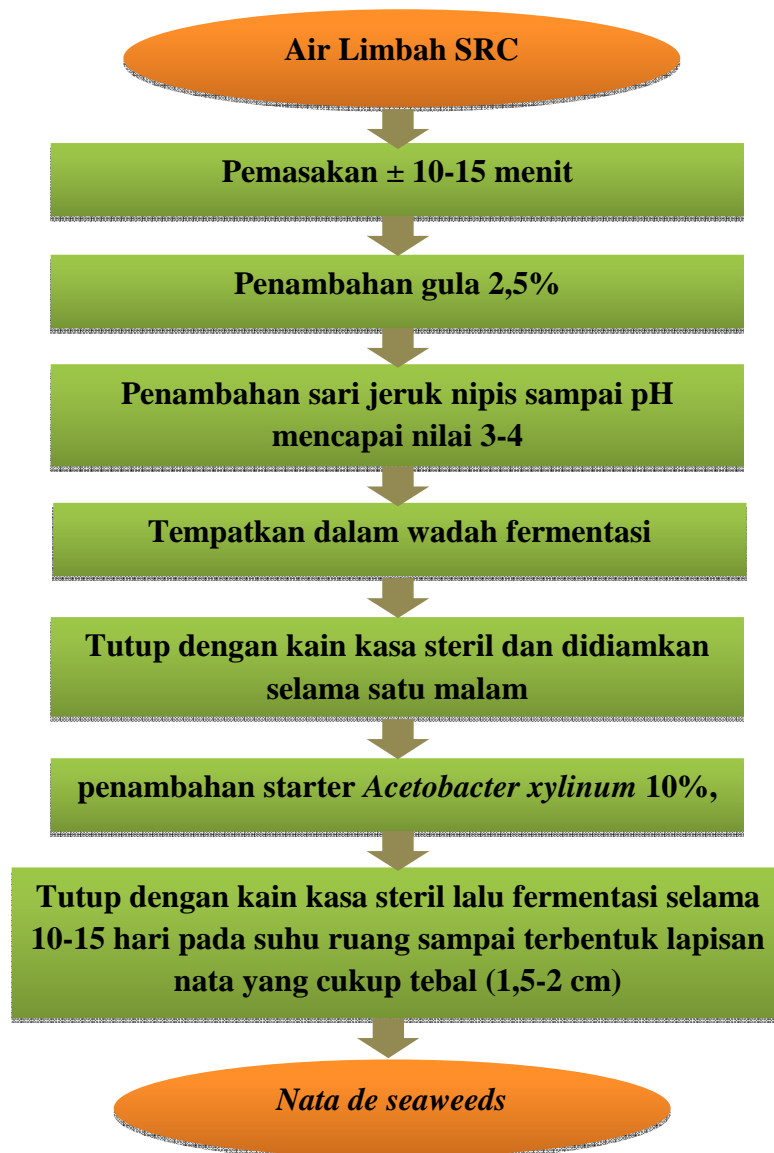 Air Limbah SRC
Pemasakan ± 10-15 menit
Penambahan gula 2,5%
Penambahan sari jeruk nipis sampai pH
mencapai nilai 3-4
Tempatkan dalam wadah fermentasi
Tutup dengan kain kasa steril dan didiamkan
selama satu malam
penambahan starter Acetobacter xylinum 10%,
Tutup dengan kain kasa steril lalu fermentasi selama
10-15 hari pada suhu ruang sampai terbentuk lapisan
nata yang cukup tebal (1,5-2 cm)
Nata de seaweeds